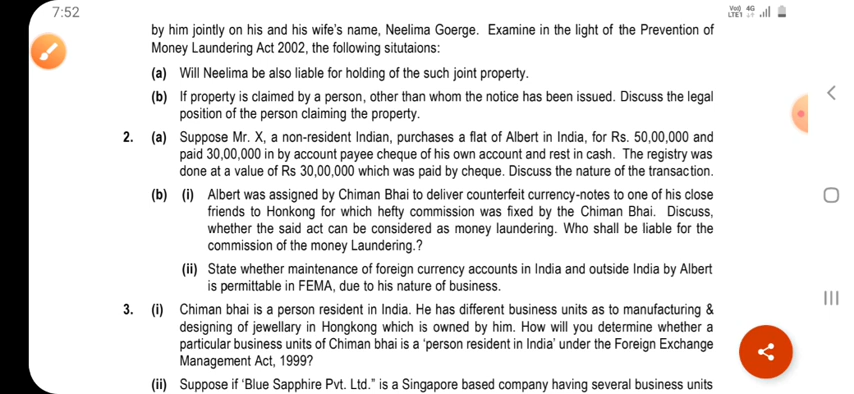 7:52
Vo)) 4G
LTE1
by him jointly on his and his wife's name, Neelima Goerge. Examine in the light of the Prevention of
Money Laundering Act 2002, the following situtaions:
(a) Will Neelima be also liable for holding of the such joint property.
(b) If property is claimed by a person, other than whom the notice has been issued. Discuss the legal
position of the person claiming the property.
2. (a) Suppose Mr. X, a non-resident Indian, purchases a flat of Albert in India, for Rs. 50,00,000 and
paid 30,00,000 in by account payee cheque of his own account and rest in cash. The registry was
done at a value of Rs 30,00,000 which was paid by cheque. Discuss the nature of the transaction.
(b) (i) Albert was assigned by Chiman Bhai to deliver counterfeit currency-notes to one of his close
friends to Honkong for which hefty commission was fixed by the Chiman Bhai. Discuss,
whether the said act can be considered as money laundering. Who shall be liable for the
commission of the money Laundering.?
(ii) State whether maintenance of foreign currency accounts in India and outside India by Albert
is permittable in FEMA, due to his nature of business.
3. (i) Chiman bhai is a person resident in India. He has different business units as to manufacturing &
designing of jewellary in Hongkong which is owned by him. How will you determine whether a
particular business units of Chiman bhai is a 'person resident in India' under the Foreign Exchange
Management Act, 1999?
(ii) Suppose if 'Blue Sapphire Pvt. Ltd." is a Singapore based company having several business units